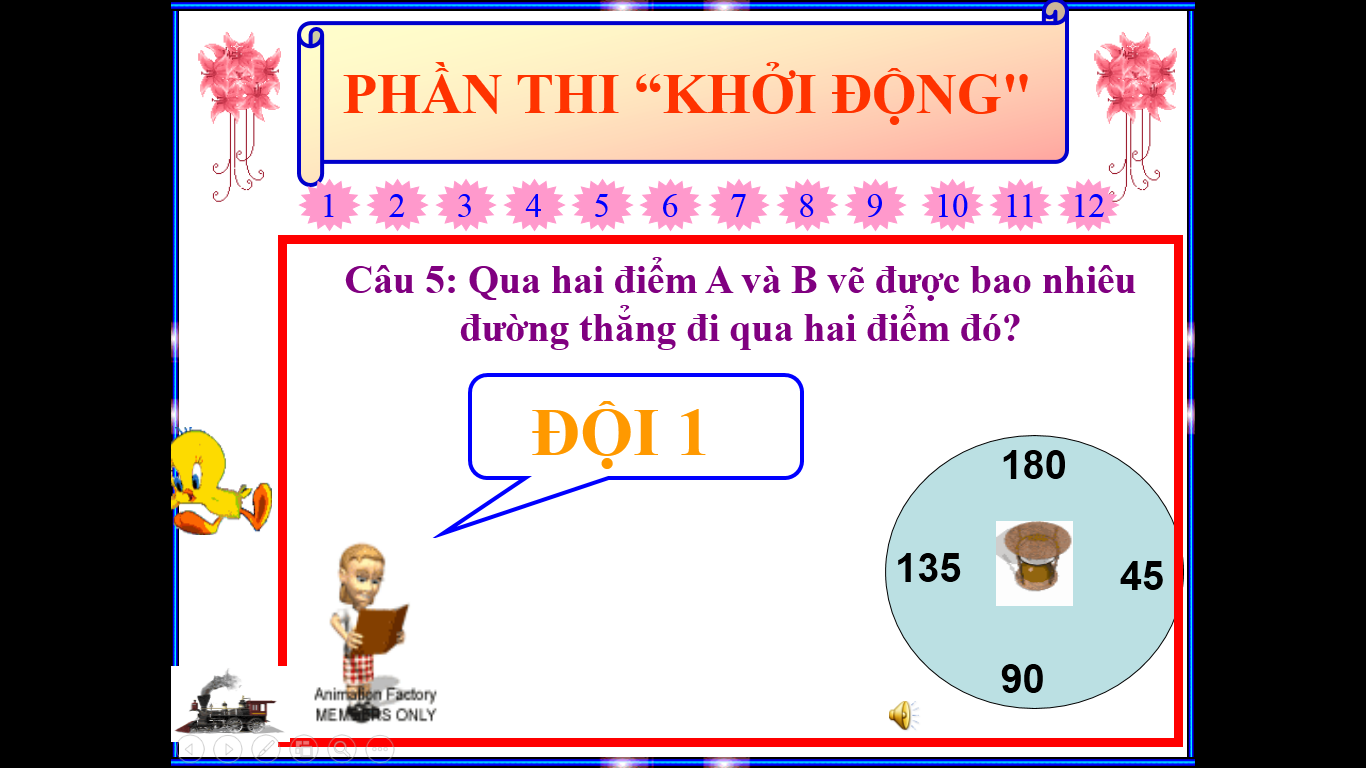 PHẦN THI “KHỞI ĐỘNG"
1 2 3 4 5 6 7 8 9 10 11 12
Câu 5: Qua hai điểm A và B vẽ được bao nhiêu
đường thẳng đi qua hai điểm đó?
ĐỘI 1
180
135
45
90
Animation Factory
MEMBERS ONLY